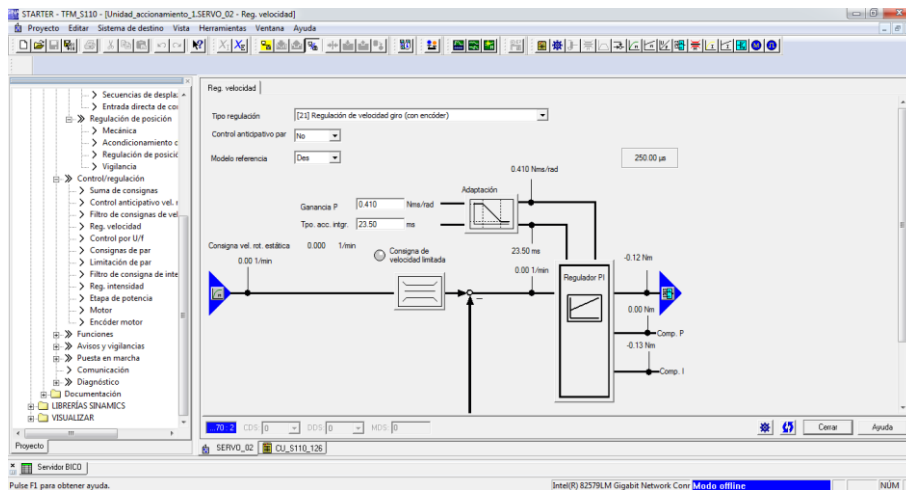 STARTER - TFM_S110 - [Unidad_accionamiento_1.SERVO_02 - Reg. velocidad]
Proyecto Editar Sistema de destino Vista Herramientas Ventana Ayuda
Secuencias de despla:
Entrada directa de cor
Regulación de posición
Mecánica
Acondicionamiento c
Regulación de posició
Vigilancia
Control/regulación
Suma de consignas
Control anticipativo vel. r
Filtro de consignas de vel
Reg. velocidad
Control por U/f
Consignas de par
Limitación de par
Filtro de consigna de inte
Reg. intensidad
Etapa de potencia
Motor
Encóder motor
Funciones
Avisos y vigilancias
Puesta en marcha
Comunicación
Diagnóstico
Documentación
LIBRERÍAS SINAMICS
VISUALIZAR
Proyecto
Reg. velocidad
Tipo regulación [21] Regulación de velocidad giro (con encóder)
Control anticipativo par No
Modelo referencia Des
250.00 µs
0.410 Nms/rad
Adaptación
Ganancia P 0.410 Nms/rad
Tpo. acc. intgr. 23.50 ms
Consigna vel. rot. estática 0.000 1/min
Consigna de
velocidad limitada
23.50 ms
0.00 1/min
0.00 1/min
Regulador PI
-0.12 Nm
0.00 Nm
Comp. P
-0.13 Nm
Comp. I
...70 : 2 CDS: 0 DDS: 0 MDS: 0
Cerrar Ayuda
SERVO_02 CU_S110_126
Servidor BICO
Pulse F1 para obtener ayuda. Intel(R) 82579LM Gigabit Network Conr Modo offline NÚM